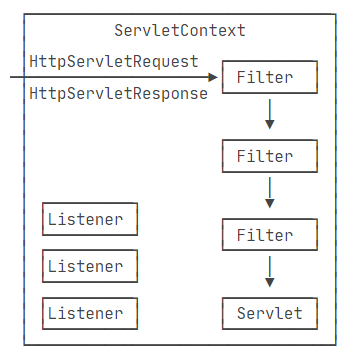 ServletContext
HttpServletRequest
Filter
HttpServletResponse
Filter
Listener
Filter
Listener
Listener
Servlet